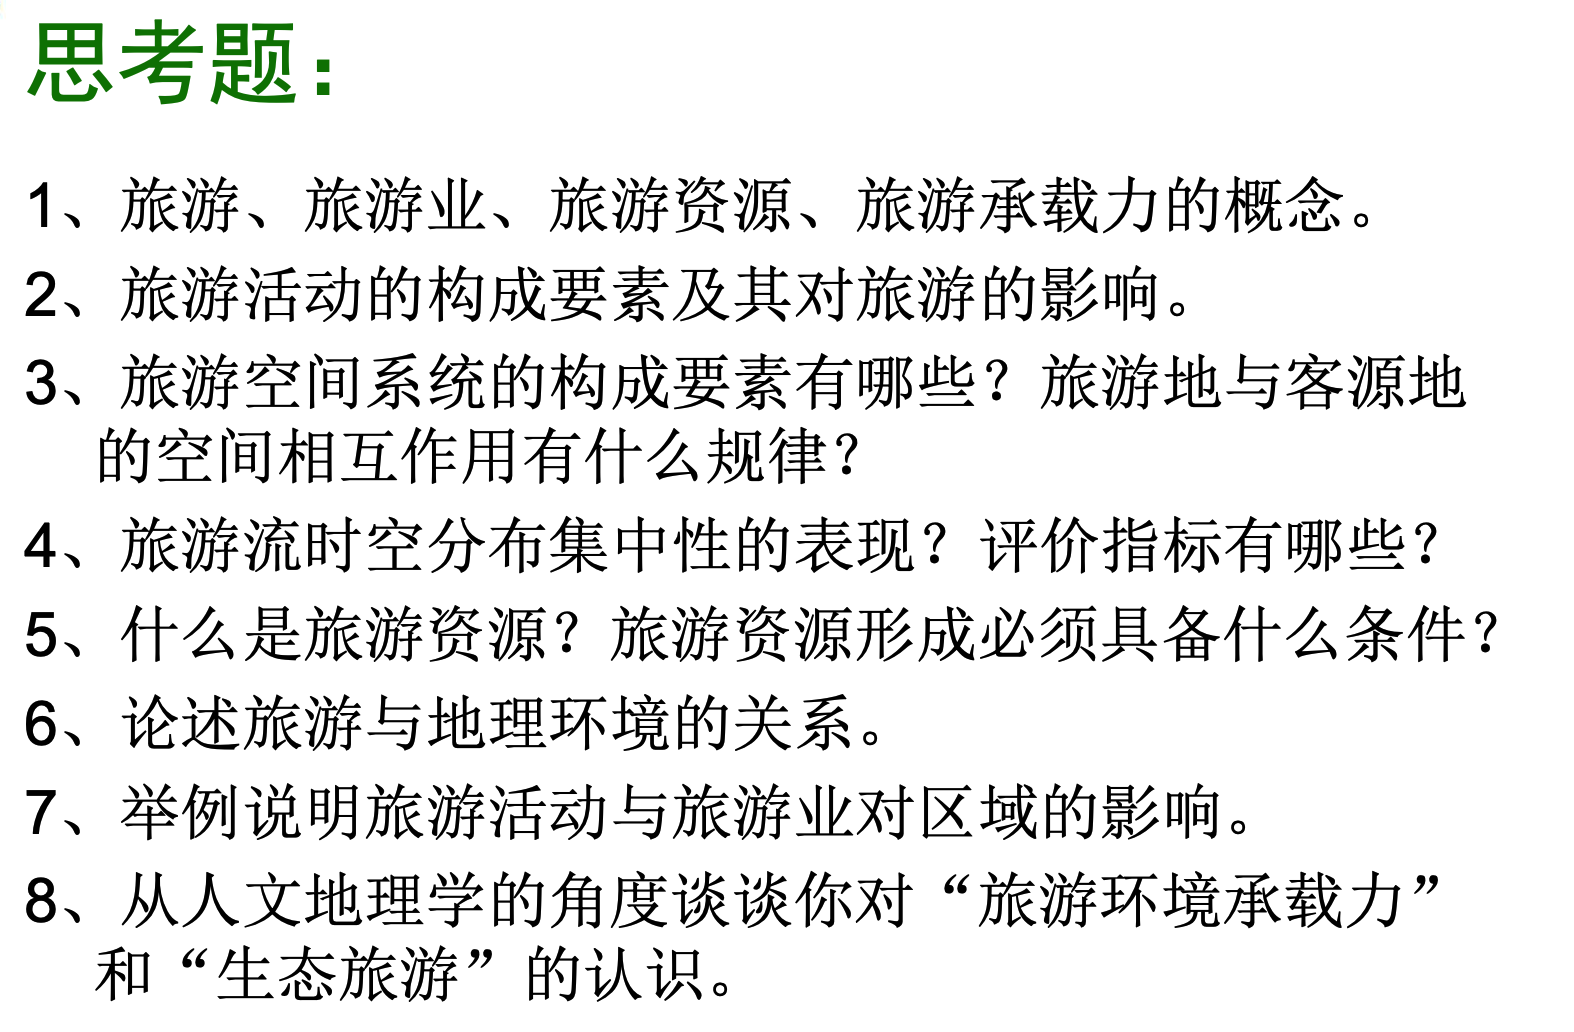 思考题：
1、旅游、旅游业、旅游资源、旅游承载力的概念。
2、旅游活动的构成要素及其对旅游的影响。
3、旅游空间系统的构成要素有哪些？旅游地与客源地
的空间相互作用有什么规律？
4、旅游流时空分布集中性的表现？评价指标有哪些？
5、什么是旅游资源？旅游资源形成必须具备什么条件？
6、论述旅游与地理环境的关系。
7、举例说明旅游活动与旅游业对区域的影响。
8、从人文地理学的角度谈谈你对“旅游环境承载力”
和“生态旅游”的认识。